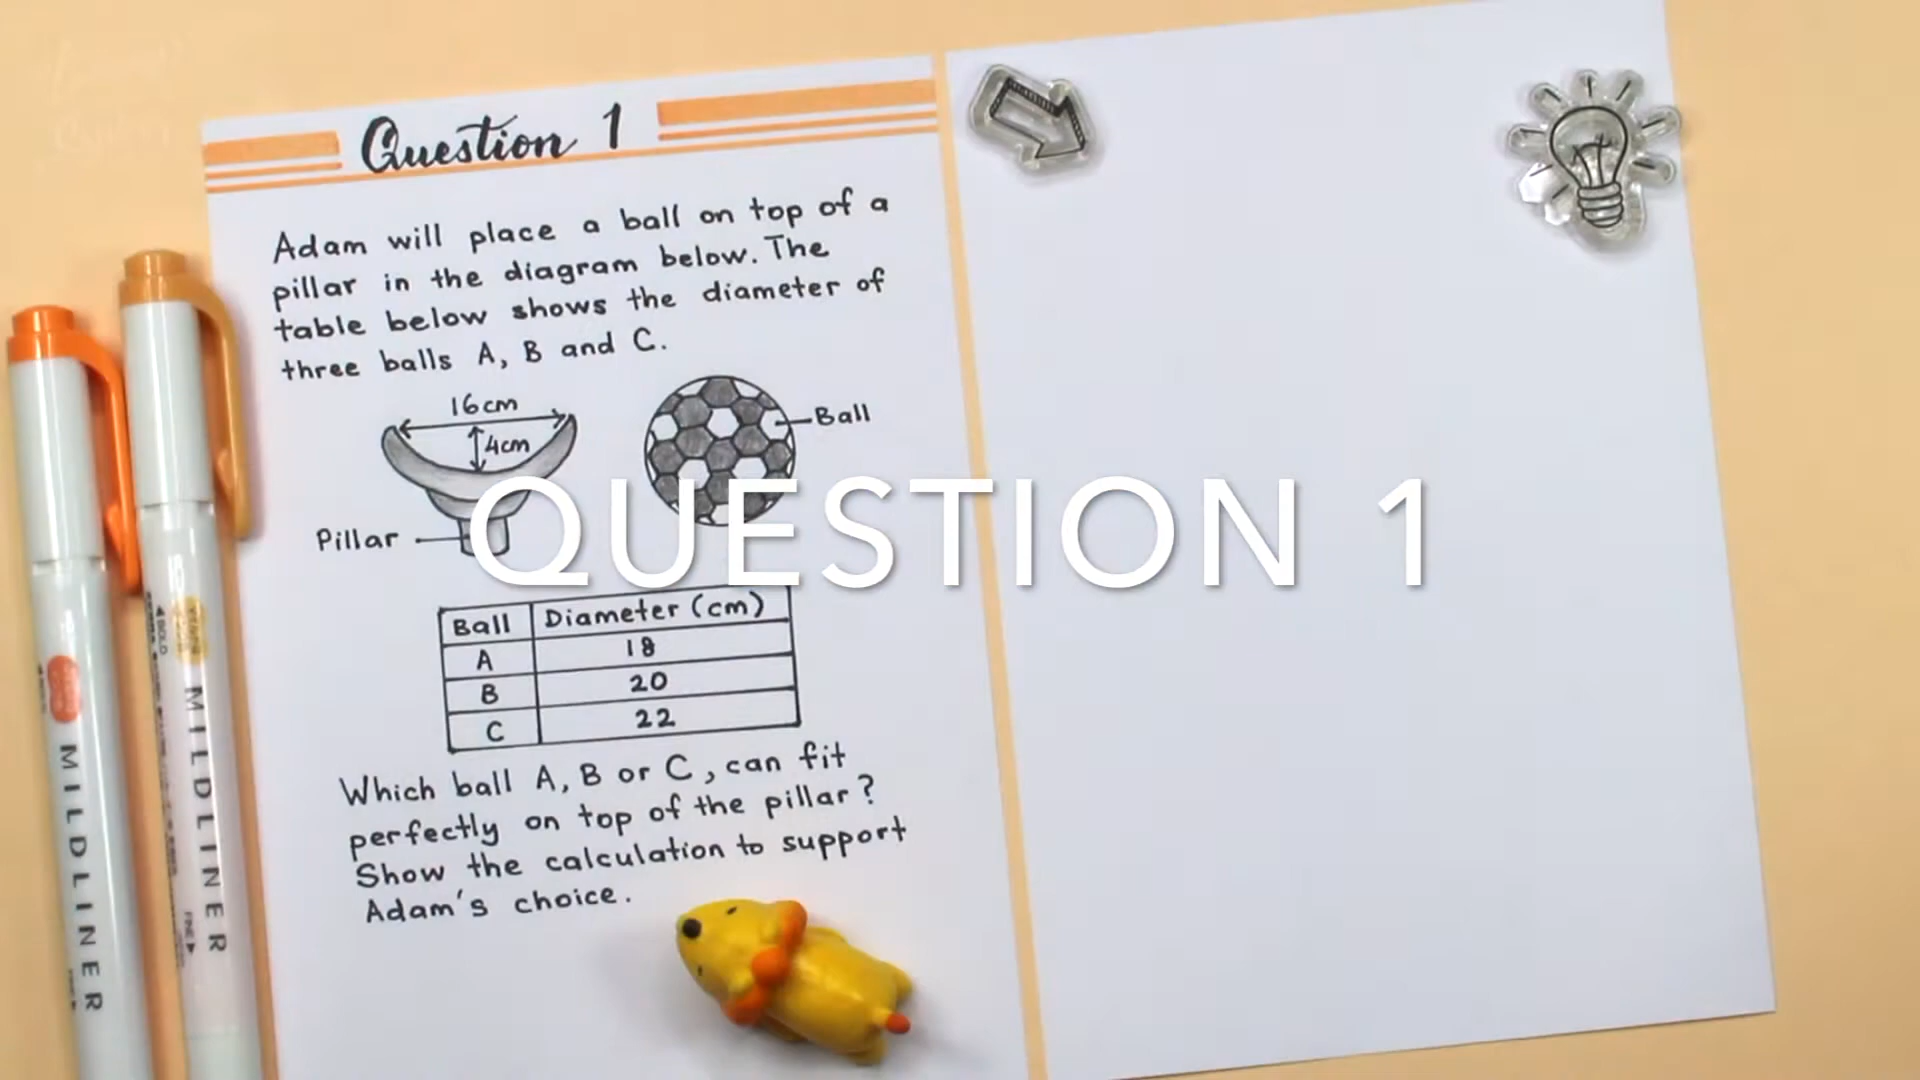 Question 1
Adam will place a ball on top of a
pillar in the diagram below. The
table below shows the diameter of
three balls A, B and C.
16cm
4cm
Ball
Pillar
QUESTION 1
Ball Diameter (cm)
A 18
B 20
C 22
Which ball A, B or C, can fit
perfectly on top of the pillar?
Show the calculation to support
Adam's choice.
MILDLINER
MILDLINER
FINE
BOLD